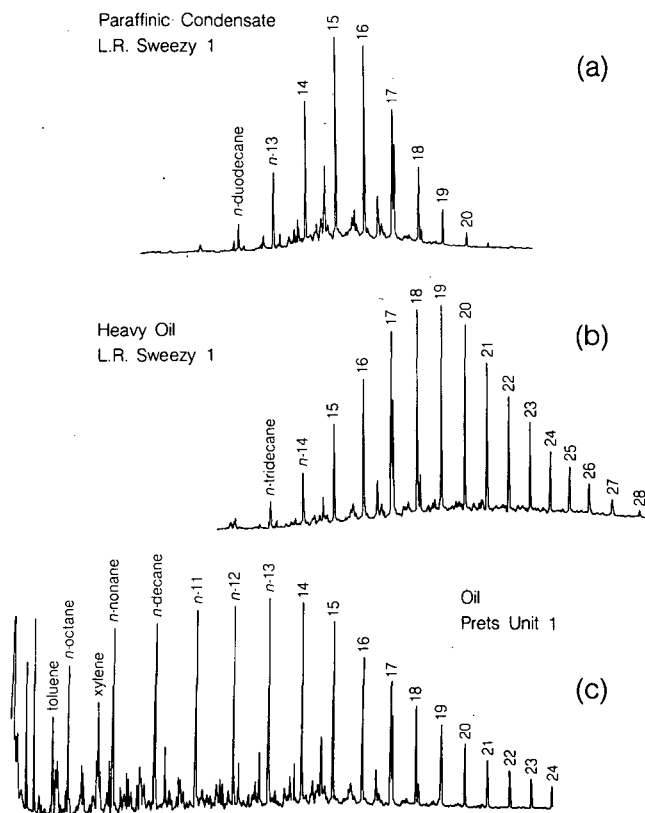 Paraffinic Condensate
L.R. Sweezy 1
(a)
n-duodecane
n-13
14
15
16
17
18
19
20
Heavy Oil
L.R. Sweezy 1
(b)
n-tridecane
n-14
15
16
17
18
19
20
21
22
23
24
25
26
27
28
Oil
Prets Unit 1
(c)
toluene
n-octane
xylene
n-nonane
n-decane
n-11
n-12
n-13
14
15
16
17
18
19
20
21
22
23
24